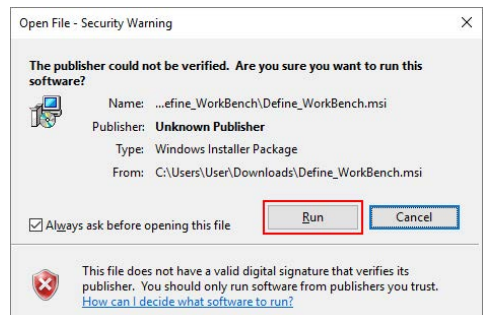 Open File - Security Warning
The publisher could not be verified. Are you sure you want to run this
software?
Name: ...efine_WorkBench\Define_WorkBench.msi
Publisher: Unknown Publisher
Type: Windows Installer Package
From: C:\Users\User\Downloads\Define_WorkBench.msi
Run
Cancel
Always ask before opening this file
This file does not have a valid digital signature that verifies its
publisher. You should only run software from publishers you trust.
How can I decide what software to run?